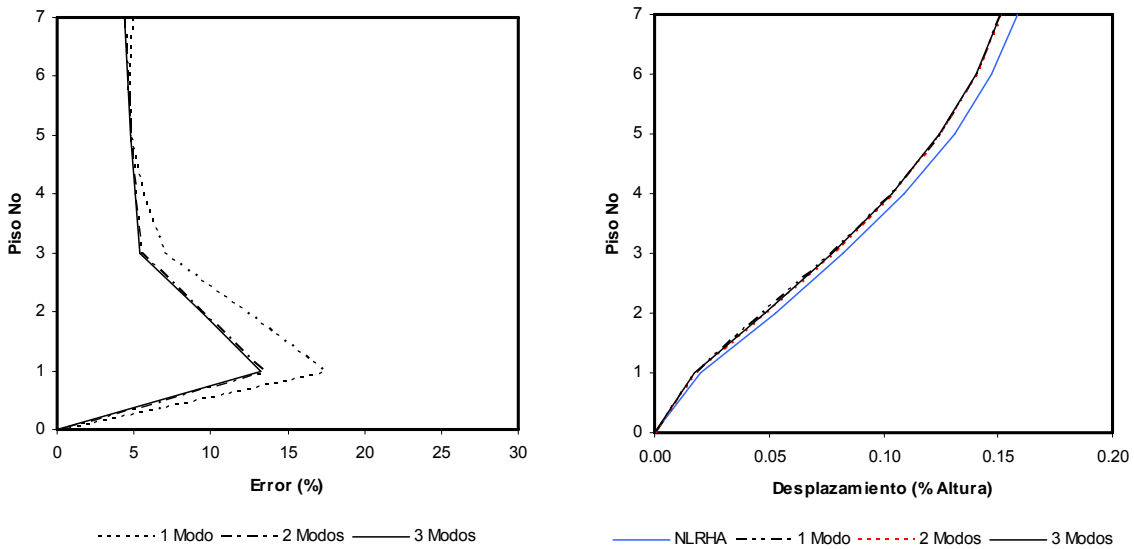 7
6
5
4
3
2
1
0
Piso No
0
5
10
15
20
25
30
Error (%)
1 Modo
2 Modos
3 Modos
7
6
5
4
3
2
1
0
Piso No
0.00
0.05
0.10
0.15
0.20
Desplazamiento (% Altura)
NLRHA
1 Modo
2 Modos
3 Modos